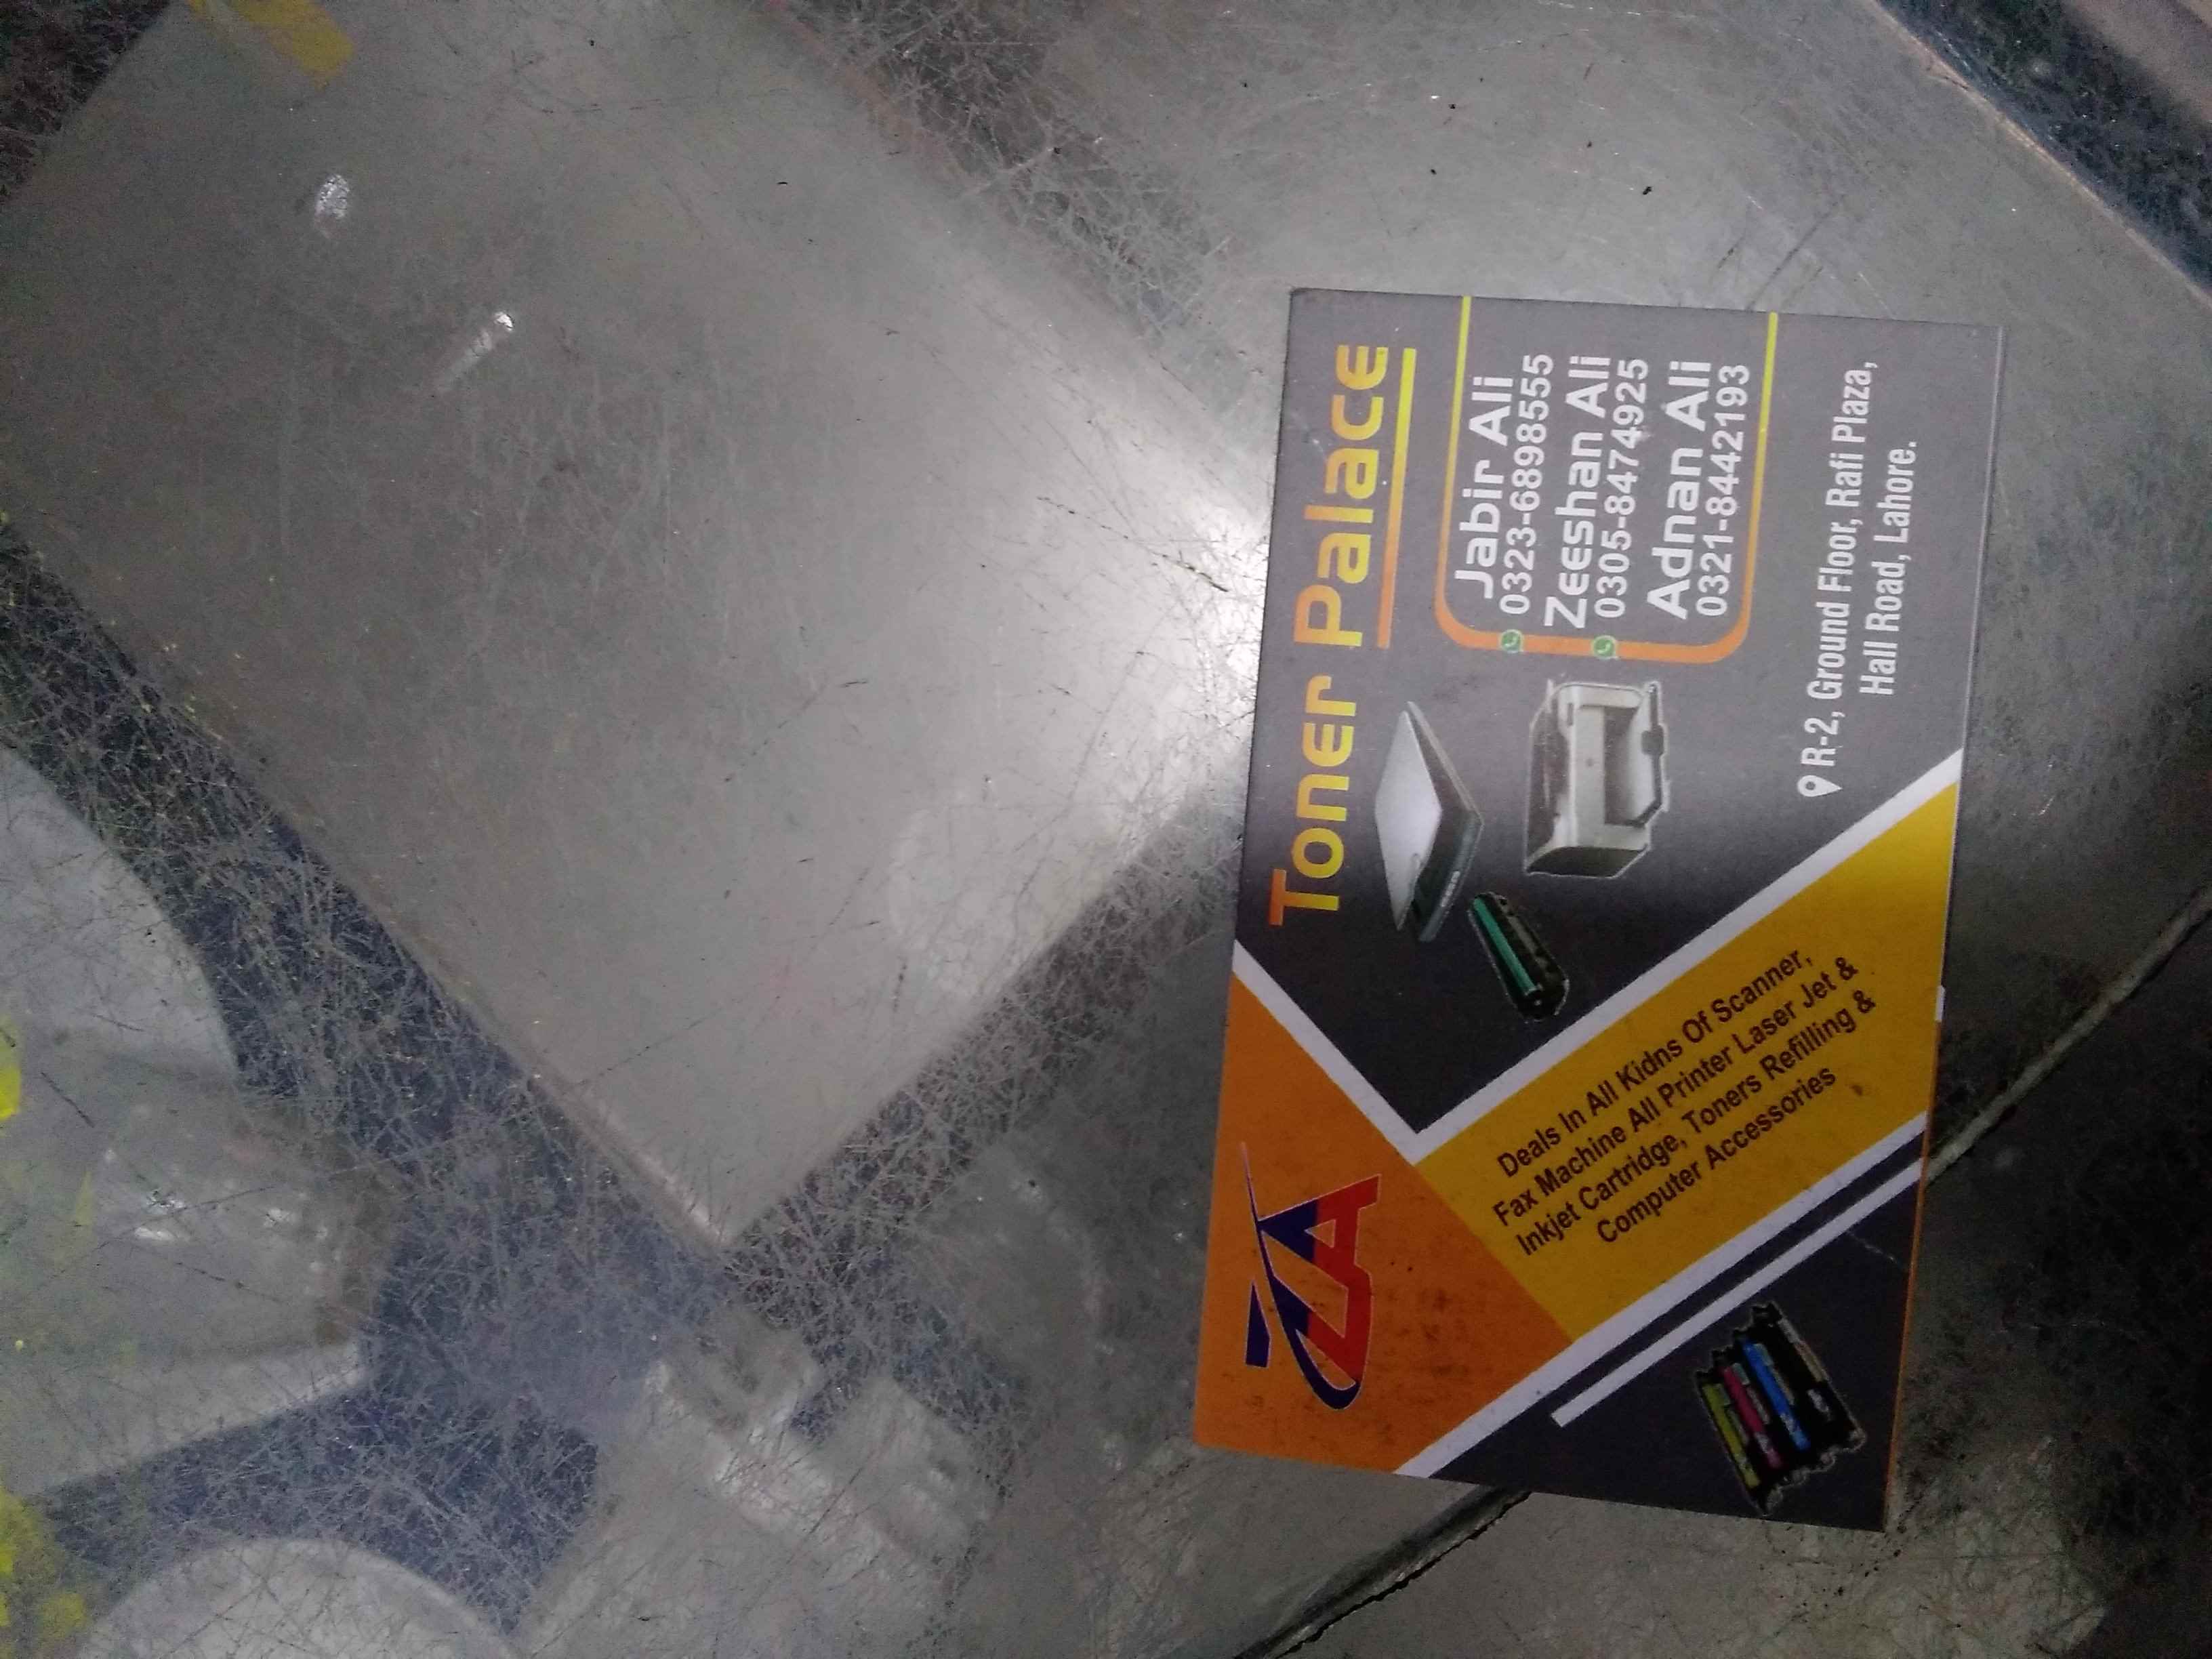 ZA
Toner Palace
Jabir Ali
0323-6898555
Zeeshan Ali
0305-8474925
Adnan Ali
0321-8442193
Deals In All Kidns Of Scanner,
Fax Machine All Printer Laser Jet &
Inkjet Cartridge, Toners Refilling &
Computer Accessories
R-2, Ground Floor, Rafi Plaza,
Hall Road, Lahore.